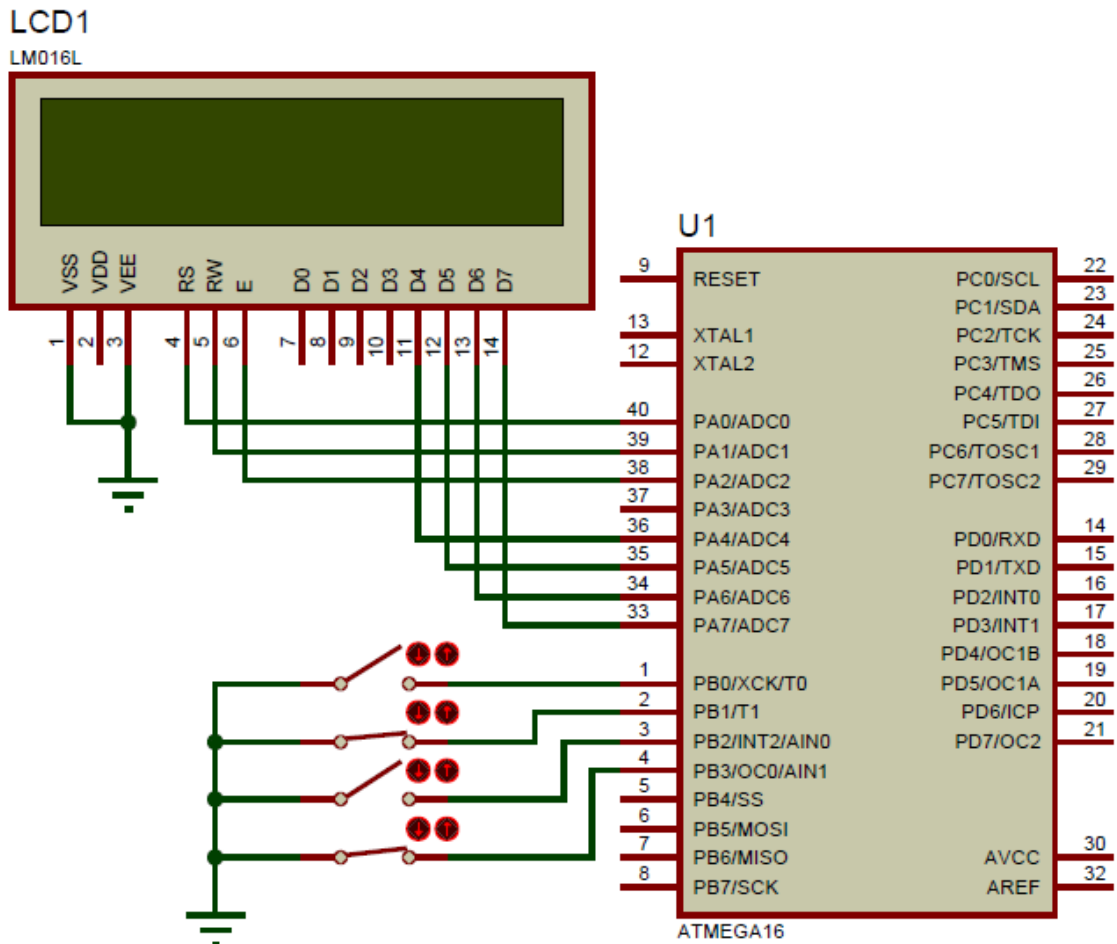 LCD1
LM016L
VSS
VDD
VEE
RS
RW
E
D0
D1
D2
D3
D4
D5
D6
D7
1
2
3
4
5
6
7
8
9
10
11
12
13
14
U1
9 RESET
13 XTAL1
12 XTAL2
40 PA0/ADC0
39 PA1/ADC1
38 PA2/ADC2
37 PA3/ADC3
36 PA4/ADC4
35 PA5/ADC5
34 PA6/ADC6
33 PA7/ADC7
1 PB0/XCK/T0
2 PB1/T1
3 PB2/INT2/AIN0
4 PB3/OC0/AIN1
5 PB4/SS
6 PB5/MOSI
7 PB6/MISO
8 PB7/SCK
PC0/SCL 22
PC1/SDA 23
PC2/TCK 24
PC3/TMS 25
PC4/TDO 26
PC5/TDI 27
PC6/TOSC1 28
PC7/TOSC2 29
PD0/RXD 14
PD1/TXD 15
PD2/INT0 16
PD3/INT1 17
PD4/OC1B 18
PD5/OC1A 19
PD6/ICP 20
PD7/OC2 21
AVCC 30
AREF 32
ATMEGA16